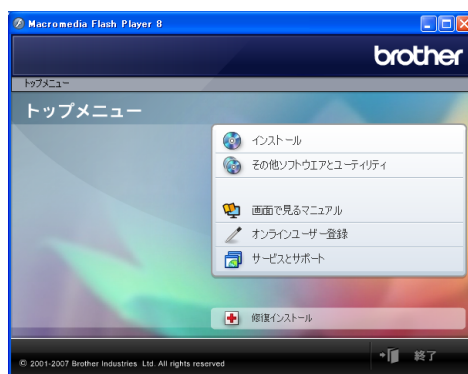 Macromedia Flash Player 8
brother
トップメニュー
トップメニュー
インストール
その他ソフトウエアとユーティリティ
画面で見るマニュアル
オンラインユーザー登録
サービスとサポート
修復インストール
© 2001-2007 Brother Industries Ltd. All rights reserved
終了